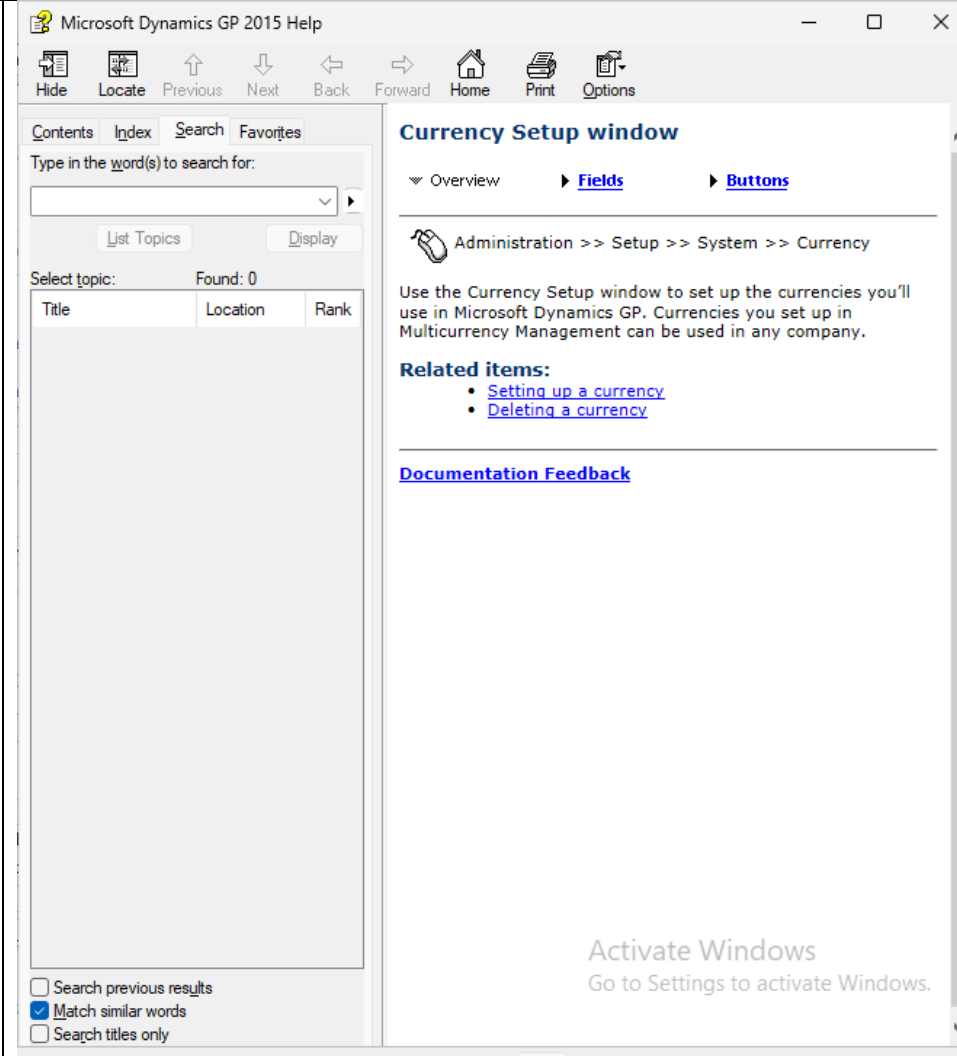 Microsoft Dynamics GP 2015 Help
Hide Locate Previous Next Back Forward Home Print Options
Contents Index Search Favorites
Type in the word(s) to search for:
List Topics Display
Select topic: Found: 0
Title Location Rank
Search previous results
Match similar words
Search titles only
Currency Setup window
Overview Fields Buttons
Administration >> Setup >> System >> Currency
Use the Currency Setup window to set up the currencies you'll
use in Microsoft Dynamics GP. Currencies you set up in
Multicurrency Management can be used in any company.
Related items:
• Setting up a currency
• Deleting a currency
Documentation Feedback
Activate Windows
Go to Settings to activate Windows.